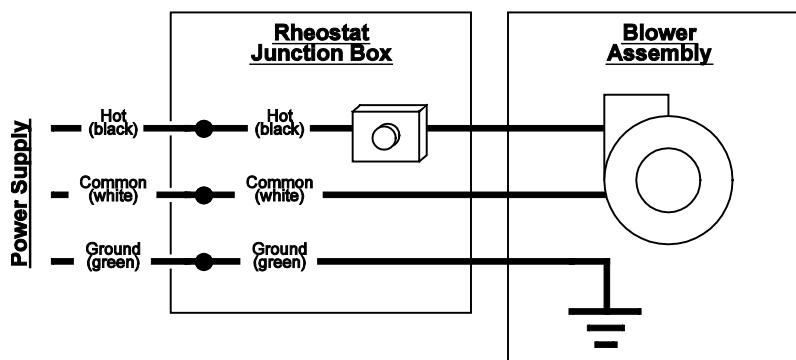 Rheostat
Junction Box
Blower
Assembly
Power Supply
Hot
(black)
Hot
(black)
Common
(white)
Common
(white)
Ground
(green)
Ground
(green)